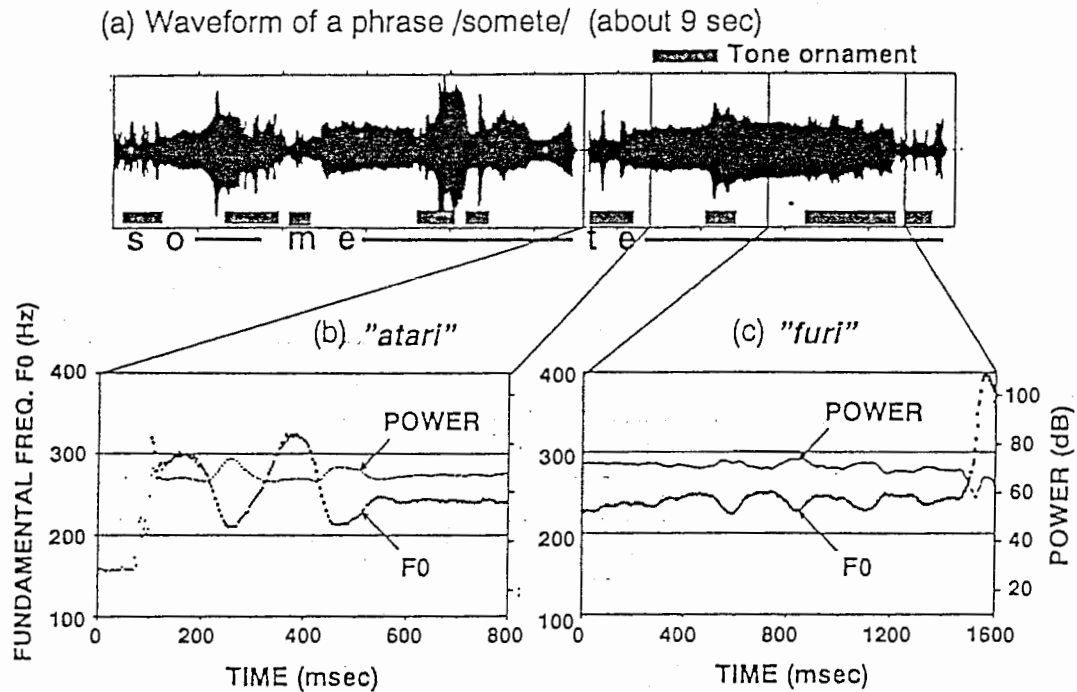 (a) Waveform of a phrase /somete/ (about 9 sec)
Tone ornament
s o m e t e
(b) "atari"
(c) "furi"
FUNDAMENTAL FREQ. F0 (Hz)
400
300
200
100
POWER
F0
0 200 400 600 800
TIME (msec)
400
300
200
100
POWER
F0
100
80
60
40
20
POWER (dB)
0 400 800 1200 1600
TIME (msec)